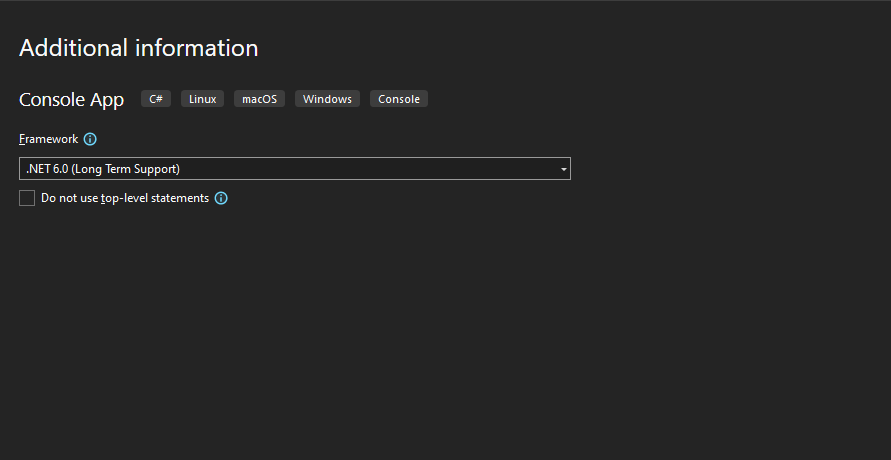 Additional information
Console App C# Linux macOS Windows Console
Framework
.NET 6.0 (Long Term Support)
Do not use top-level statements